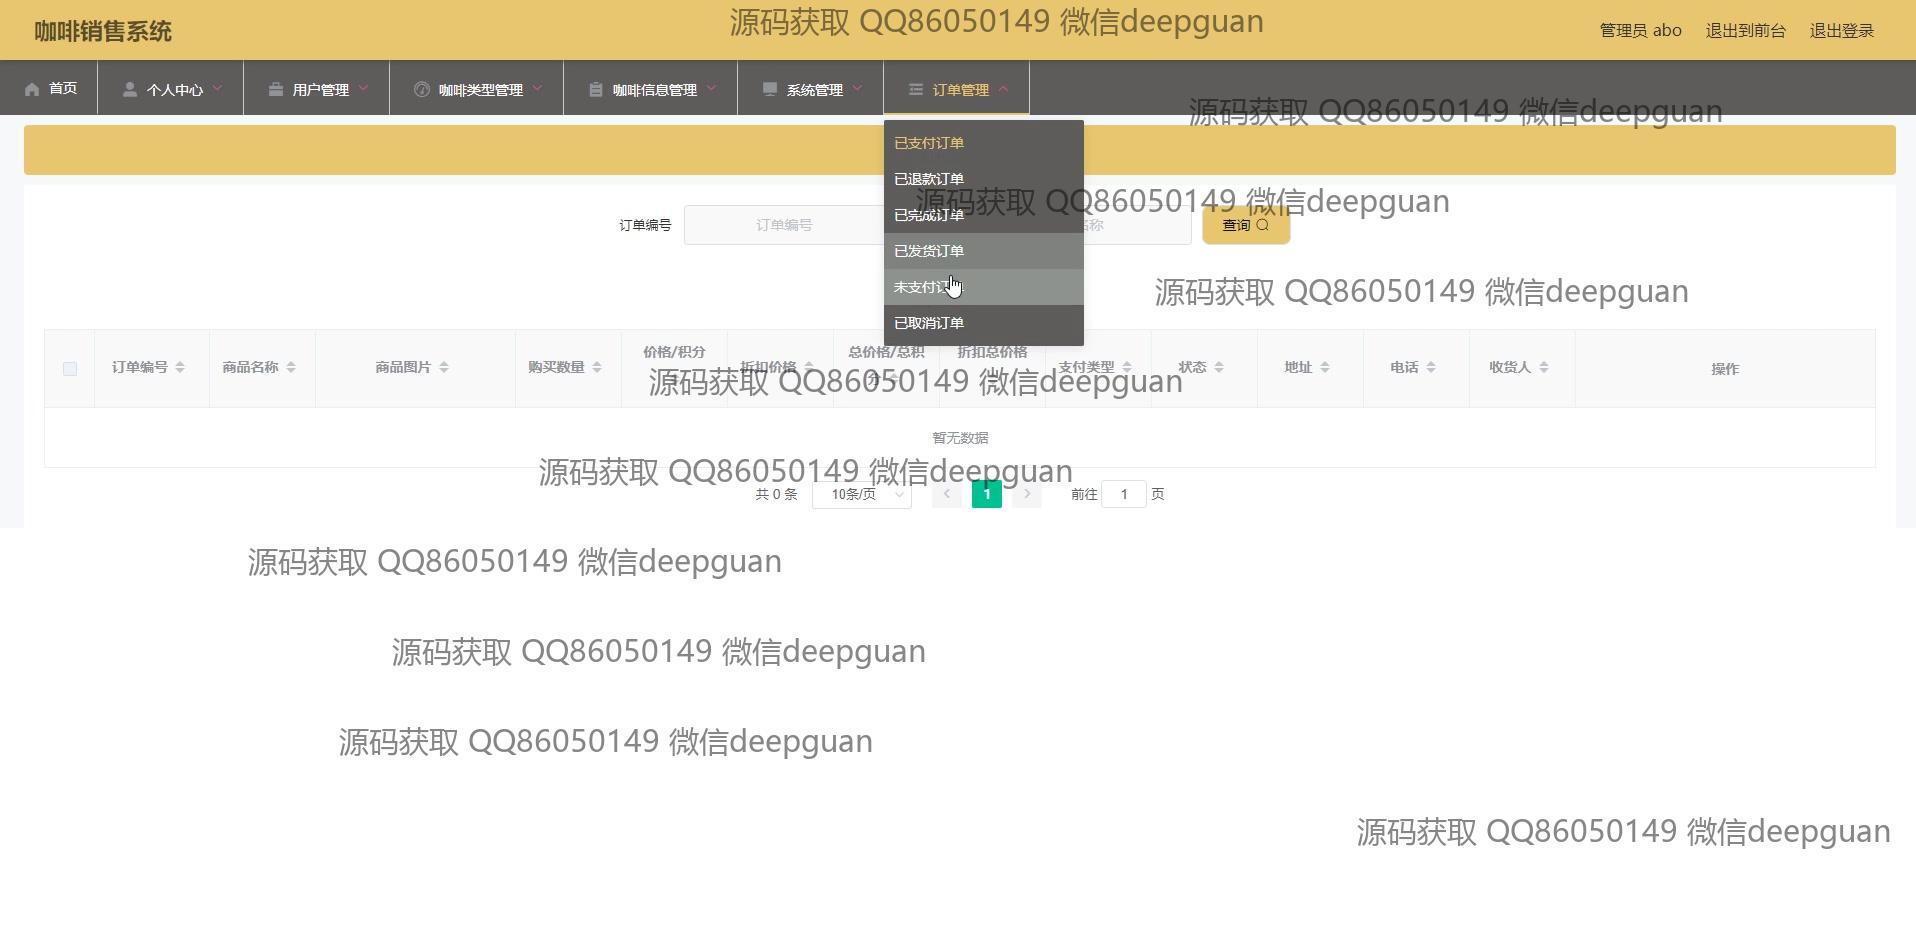 咖啡销售系统
源码获取 QQ86050149 微信deepguan
管理员 abo
退出到前台
退出登录
首页
个人中心
用户管理
咖啡类型管理
咖啡信息管理
系统管理
订单管理
源码获取 QQ86050149 微信deepguan
已支付订单
已退款订单
源码获取 QQ86050149 微信deepguan
已完成订单
订单编号
订单编号
名称
查询
已发货订单
未支付订
源码获取 QQ86050149 微信deepguan
已取消订单
订单编号
商品名称
商品图片
购买数量
价格/积分
折扣价格
总价格/总积
分
折扣总价格
支付类型
状态
地址
电话
收货人
操作
源码获取 QQ86050149 微信deepguan
暂无数据
源码获取 QQ86050149 微信deepguan
共 0 条
10条/页
1
前往 1 页
源码获取 QQ86050149 微信deepguan
源码获取 QQ86050149 微信deepguan
源码获取 QQ86050149 微信deepguan
源码获取 QQ86050149 微信deepguan